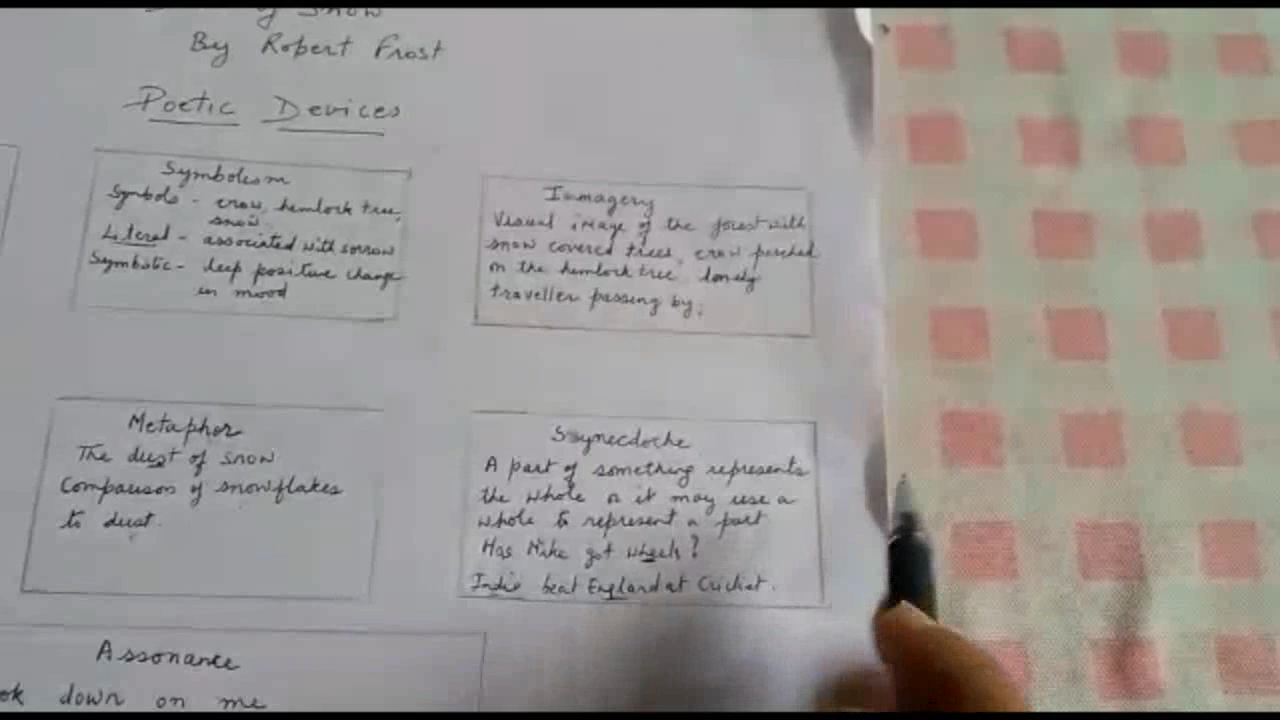 of Snow
By Robert Frost
Poetic Devices
Symbolism
Symbols - crow, hemlock tree,
snow
Literal - associated with sorrow
Symbolic - deep positive change
in mood
Immagery
Visual image of the forest with
snow covered trees, crow perched
on the hemlock tree lonely
traveller passing by.
Metaphor
The dust of snow
Comparison of snowflakes
to dust.
Synecdoche
A part of something represents
the whole or it may use a
whole to represent a part
Has Mike got wheels?
India beat England at Cricket.
Assonance
down on me